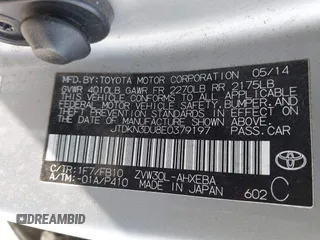 MFD. BY: TOYOTA MOTOR CORPORATION 05/14
GVWR 4010LB GAWR FR 2270LB RR 2175LB
THIS VEHICLE CONFORMS TO ALL APPLICABLE
FEDERAL MOTOR VEHICLE SAFETY, BUMPER, AND
THEFT PREVENTION STANDARDS IN EFFECT ON
THE DATE OF MANUFACTURE SHOWN ABOVE.
JTDKN3DU8E0379197 PASS.CAR
C/TR: 1F7/FB10 ZVW30L-AHXEBA
A/TM: -01A/P410 MADE IN JAPAN
TOYOTA
602 C
DREAMBID